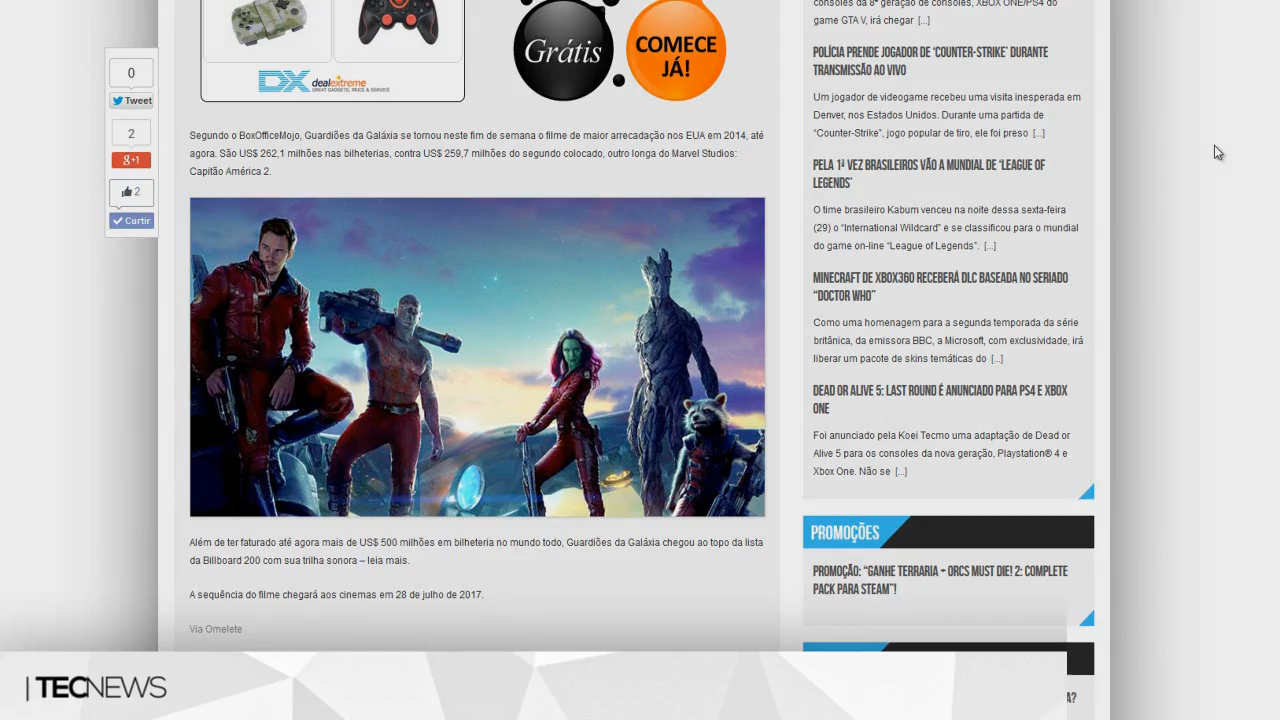 0
Tweet
2
g+1
2
Curtir
DX dealextreme
GREAT GADGETS, PRICE & SERVICE
Grátis
COMECE
JÁ!
Segundo o BoxOfficeMojo, Guardiões da Galáxia se tornou neste fim de semana o filme de maior arrecadação nos EUA em 2014, até
agora. São US$ 262,1 milhões nas bilheterias, contra US$ 259,7 milhões do segundo colocado, outro longa do Marvel Studios:
Capitão América 2.
Além de ter faturado até agora mais de US$ 500 milhões em bilheteria no mundo todo, Guardiões da Galáxia chegou ao topo da lista
da Billboard 200 com sua trilha sonora – leia mais.
A sequência do filme chegará aos cinemas em 28 de julho de 2017.
Via Omelete
consoles da 8ª geração de consoles, XBOX ONE/PS4 do
game GTA V, irá chegar [...]
POLÍCIA PRENDE JOGADOR DE ‘COUNTER-STRIKE’ DURANTE
TRANSMISSÃO AO VIVO
Um jogador de videogame recebeu uma visita inesperada em
Denver, nos Estados Unidos. Durante uma partida de
“Counter-Strike”, jogo popular de tiro, ele foi preso [...]
PELA 1ª VEZ BRASILEIROS VÃO A MUNDIAL DE ‘LEAGUE OF
LEGENDS’
O time brasileiro Kabum venceu na noite dessa sexta-feira
(29) o “International Wildcard” e se classificou para o mundial
do game on-line “League of Legends”. [...]
MINECRAFT DE XBOX360 RECEBERÁ DLC BASEADA NO SERIADO
“DOCTOR WHO”
Como uma homenagem para a segunda temporada da série
britânica, da emissora BBC, a Microsoft, com exclusividade, irá
liberar um pacote de skins temáticas do [...]
DEAD OR ALIVE 5: LAST ROUND É ANUNCIADO PARA PS4 E XBOX
ONE
Foi anunciado pela Koei Tecmo uma adaptação de Dead or
Alive 5 para os consoles da nova geração, Playstation® 4 e
Xbox One. Não se [...]
PROMOÇÕES
PROMOÇÃO: “GANHE TERRARIA + ORCS MUST DIE! 2: COMPLETE
PACK PARA STEAM”!
A?
| TECNEWS